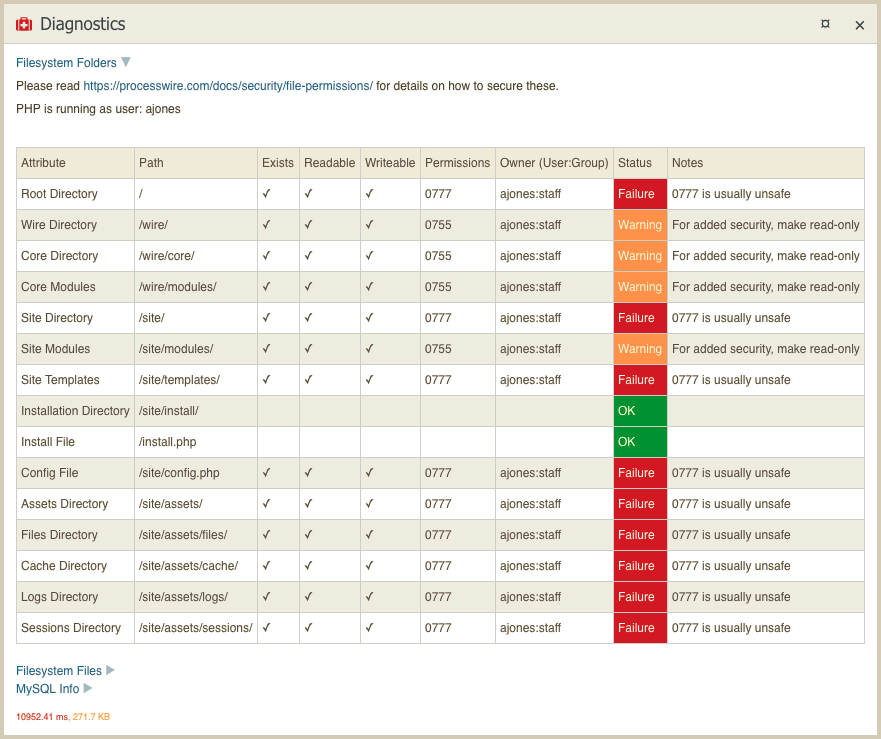 Diagnostics
Filesystem Folders
Please read https://processwire.com/docs/security/file-permissions/ for details on how to secure these.
PHP is running as user: ajones
Attribute Path Exists Readable Writeable Permissions Owner (User:Group) Status Notes
Root Directory / ✓ ✓ ✓ 0777 ajones:staff Failure 0777 is usually unsafe
Wire Directory /wire/ ✓ ✓ ✓ 0755 ajones:staff Warning For added security, make read-only
Core Directory /wire/core/ ✓ ✓ ✓ 0755 ajones:staff Warning For added security, make read-only
Core Modules /wire/modules/ ✓ ✓ ✓ 0755 ajones:staff Warning For added security, make read-only
Site Directory /site/ ✓ ✓ ✓ 0777 ajones:staff Failure 0777 is usually unsafe
Site Modules /site/modules/ ✓ ✓ ✓ 0755 ajones:staff Warning For added security, make read-only
Site Templates /site/templates/ ✓ ✓ ✓ 0777 ajones:staff Failure 0777 is usually unsafe
Installation Directory /site/install/ OK
Install File /install.php OK
Config File /site/config.php ✓ ✓ ✓ 0777 ajones:staff Failure 0777 is usually unsafe
Assets Directory /site/assets/ ✓ ✓ ✓ 0777 ajones:staff Failure 0777 is usually unsafe
Files Directory /site/assets/files/ ✓ ✓ ✓ 0777 ajones:staff Failure 0777 is usually unsafe
Cache Directory /site/assets/cache/ ✓ ✓ ✓ 0777 ajones:staff Failure 0777 is usually unsafe
Logs Directory /site/assets/logs/ ✓ ✓ ✓ 0777 ajones:staff Failure 0777 is usually unsafe
Sessions Directory /site/assets/sessions/ ✓ ✓ ✓ 0777 ajones:staff Failure 0777 is usually unsafe
Filesystem Files
MySQL Info
10952.41 ms, 271.7 KB